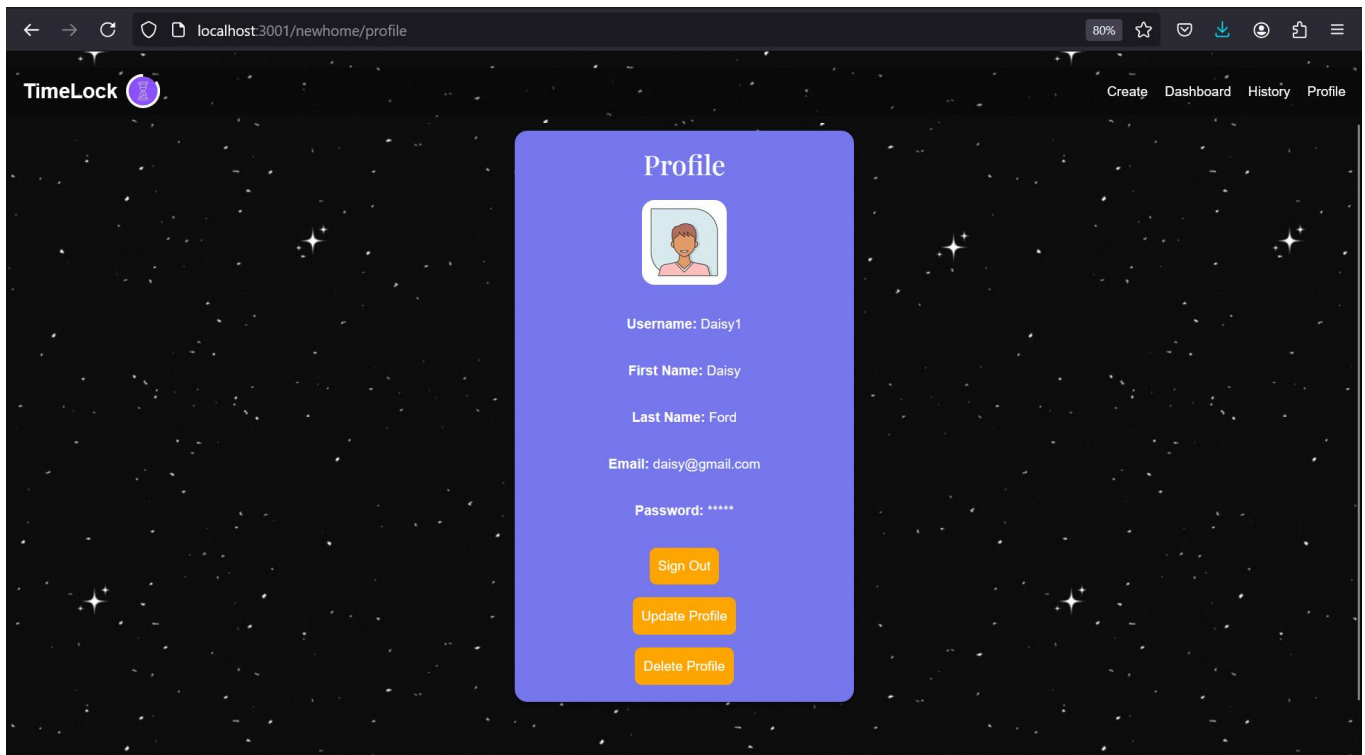 localhost:3001/newhome/profile 80%
TimeLock Create Dashboard History Profile
Profile
Username: Daisy1
First Name: Daisy
Last Name: Ford
Email: daisy@gmail.com
Password: *****
Sign Out
Update Profile
Delete Profile